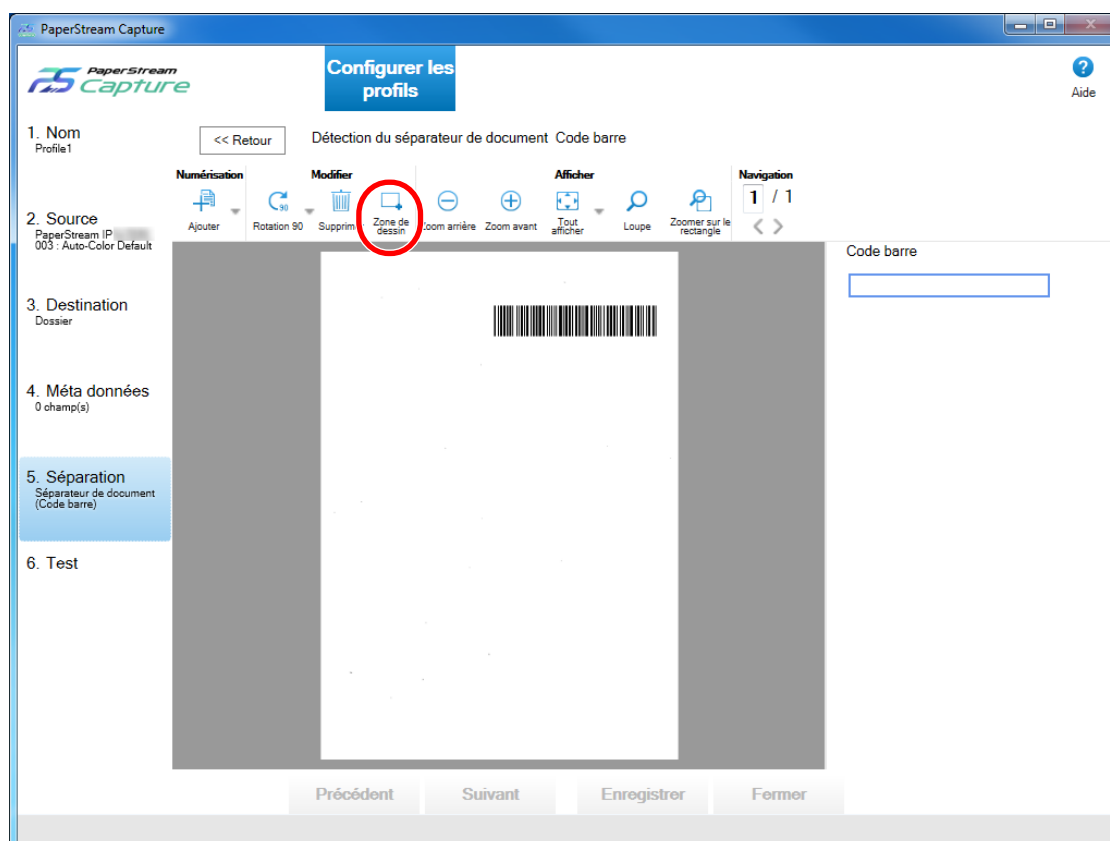 PaperStream Capture
PaperStream
Capture
Configurer les
profils
Aide
1. Nom
Profile1
<< Retour
Détection du séparateur de document Code barre
Numérisation
Modifier
Afficher
Navigation
1 / 1
90
Ajouter
Rotation 90
Supprim
Zone de
dessin
Zoom arrière
Zoom avant
Tout
afficher
Loupe
Zoomer sur le
rectangle
2. Source
PaperStream IP
003 : Auto-Color Default
Code barre
3. Destination
Dossier
4. Méta données
0 champ(s)
5. Séparation
Séparateur de document
(Code barre)
6. Test
Précédent
Suivant
Enregistrer
Fermer